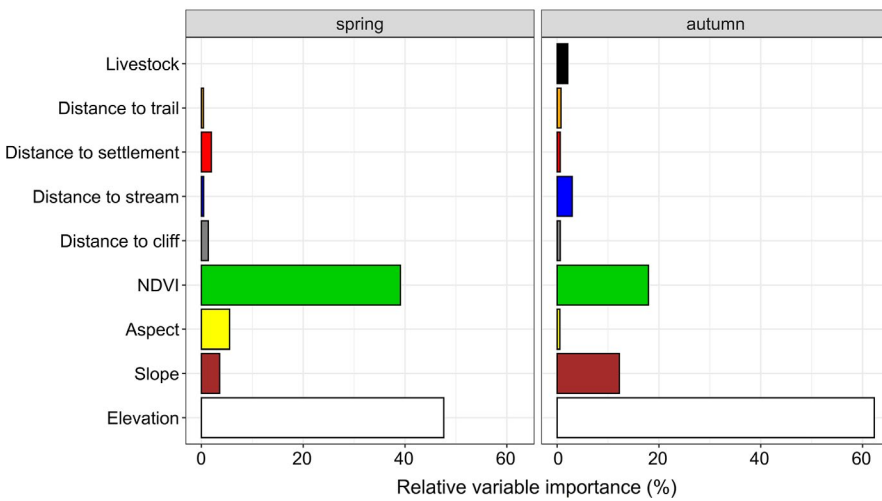 spring
autumn
Livestock
Distance to trail
Distance to settlement
Distance to stream
Distance to cliff
NDVI
Aspect
Slope
Elevation
0 20 40 60
0 20 40 60
Relative variable importance (%)